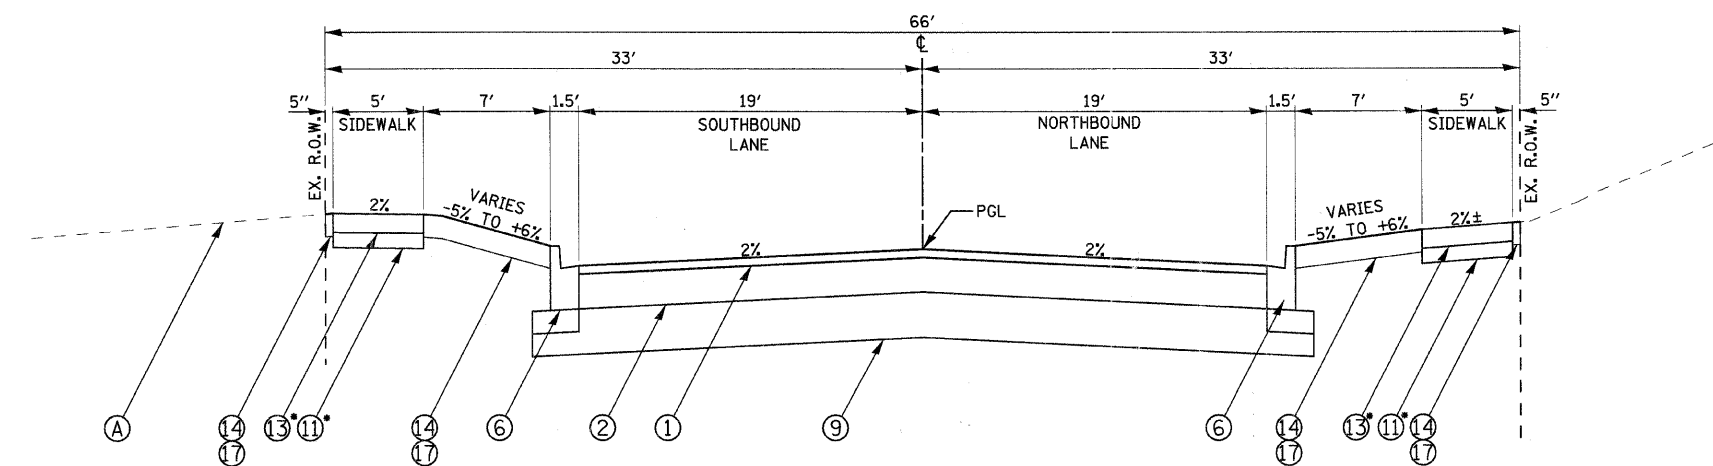 66'
℄
33' 33'
5" 5' 7' 1.5' 19' 19' 1.5' 7' 5' 5"
SIDEWALK SOUTHBOUND LANE NORTHBOUND LANE SIDEWALK
EX. R.O.W. EX. R.O.W.
2% VARIES -5% TO +6% 2% PGL 2% VARIES -5% TO +6% 2%±
A 14 13* 11* 14 6 2 1 9 6 14 13* 11* 14
17 17 17 17